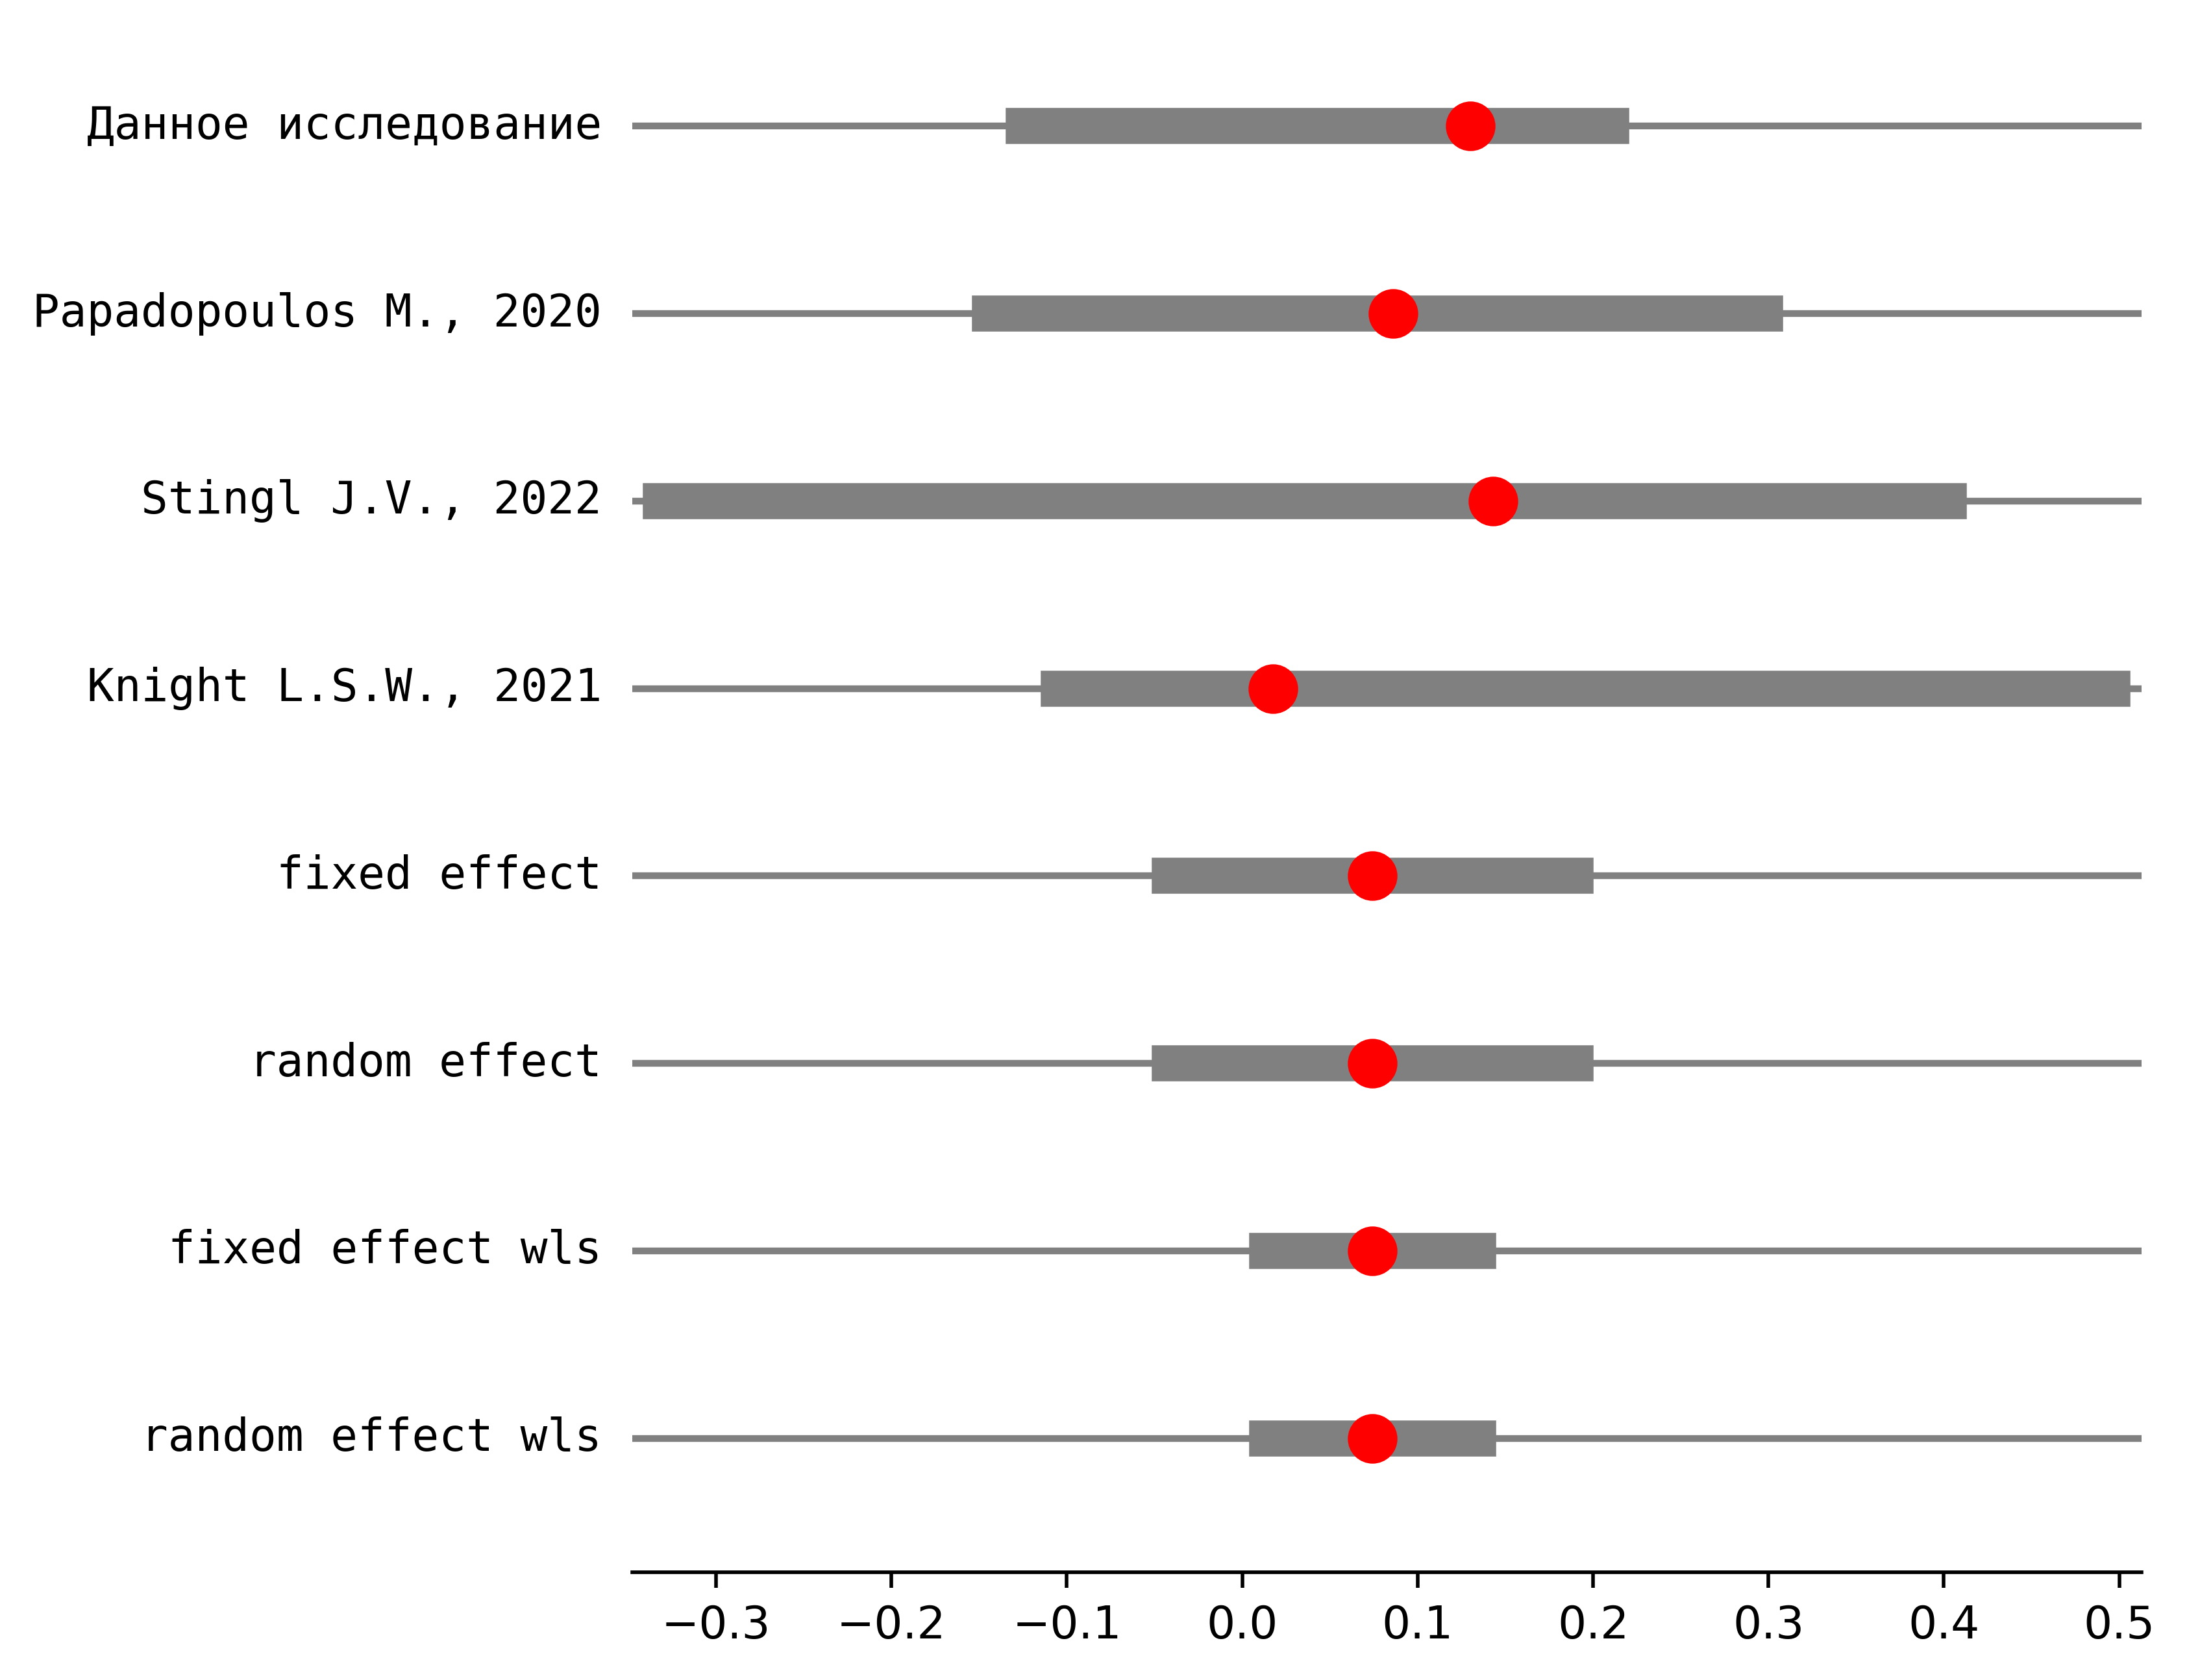 Данное исследование
Papadopoulos M., 2020
Stingl J.V., 2022
Knight L.S.W., 2021
fixed effect
random effect
fixed effect wls
random effect wls
−0.3 −0.2 −0.1 0.0 0.1 0.2 0.3 0.4 0.5